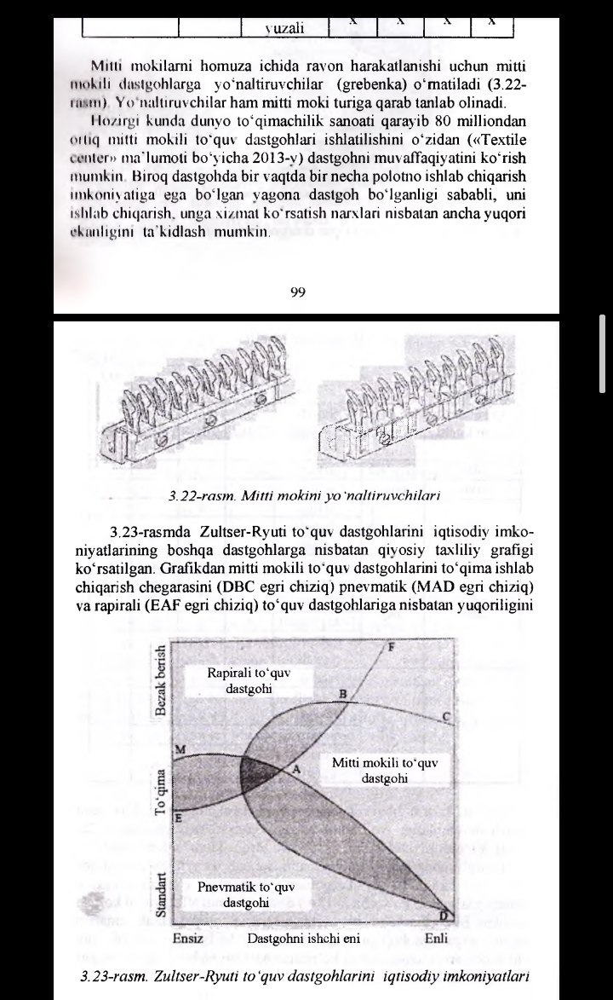 yuzali x x x x
Mitti mokilarni homuza ichida ravon harakatlanishi uchun mitti
mokili dastgohlarga yo‘naltiruvchilar (grebenka) o‘rnatiladi (3.22-
rasm). Yo‘naltiruvchilar ham mitti moki turiga qarab tanlab olinadi.
Hozirgi kunda dunyo to‘qimachilik sanoati qarayib 80 milliondan
ortiq mitti mokili to‘quv dastgohlari ishlatilishini o‘zidan («Textile
center» ma’lumoti bo‘yicha 2013-y) dastgohni muvaffaqiyatini ko‘rish
mumkin. Biroq dastgohda bir vaqtda bir necha polotno ishlab chiqarish
imkoniyatiga ega bo‘lgan yagona dastgoh bo‘lganligi sababli, uni
ishlab chiqarish, unga xizmat ko‘rsatish narxlari nisbatan ancha yuqori
ekanligini ta’kidlash mumkin.
99
3.22-rasm. Mitti mokini yo‘naltiruvchilari
3.23-rasmda Zultser-Ryuti to‘quv dastgohlarini iqtisodiy imko-
niyatlarining boshqa dastgohlarga nisbatan qiyosiy taxliliy grafigi
ko‘rsatilgan. Grafikdan mitti mokili to‘quv dastgohlarini to‘qima ishlab
chiqarish chegarasini (DBC egri chiziq) pnevmatik (MAD egri chiziq)
va rapirali (EAF egri chiziq) to‘quv dastgohlariga nisbatan yuqoriligini
Bezak berish
To‘qima
Standart
F
Rapirali to‘quv
dastgohi
B
C
M
Mitti mokili to‘quv
dastgohi
A
E
Pnevmatik to‘quv
dastgohi
D
Ensiz Dastgohni ishchi eni Enli
3.23-rasm. Zultser-Ryuti to‘quv dastgohlarini iqtisodiy imkoniyatlari